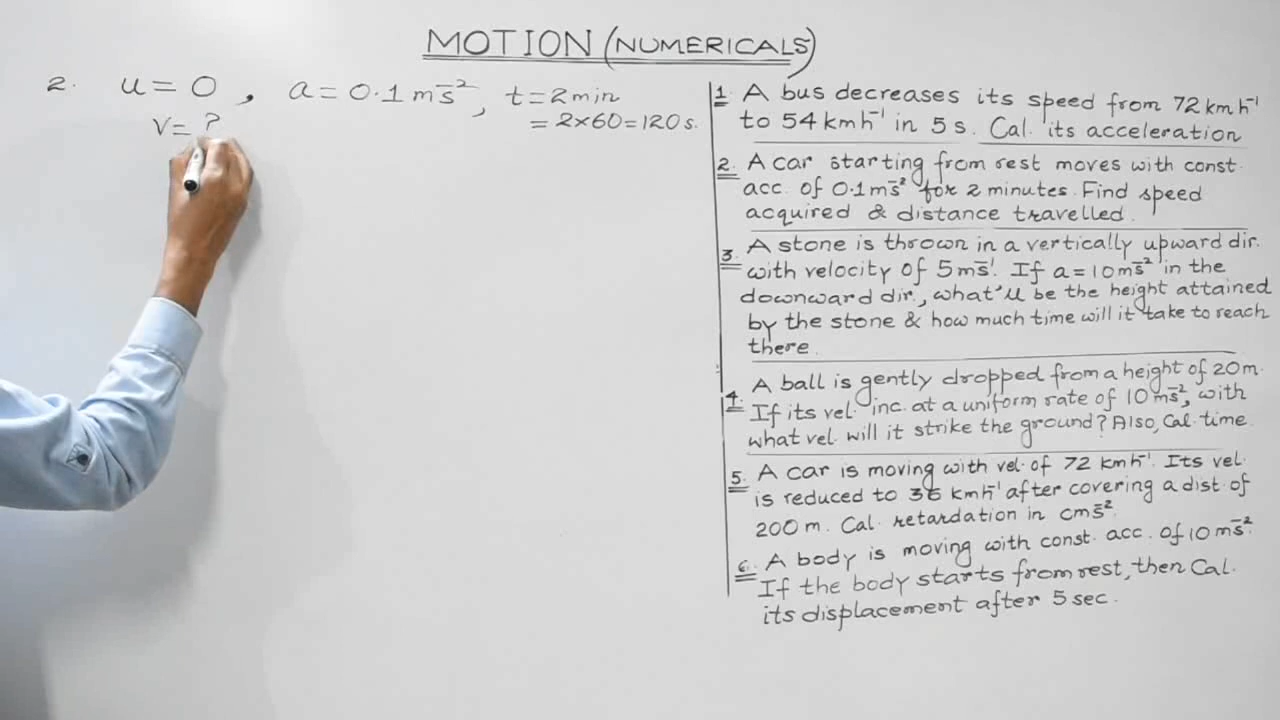 MOTION (NUMERICALS)
2. u = 0, a = 0.1 ms⁻², t = 2 min
= 2×60 = 120 s.
v = ?
1. A bus decreases its speed from 72 kmh⁻¹
to 54 kmh⁻¹ in 5 s. Cal. its acceleration
2. A car starting from rest moves with const.
acc. of 0.1 ms⁻² for 2 minutes. Find speed
acquired & distance travelled.
3. A stone is thrown in a vertically upward dir.
with velocity of 5 ms⁻¹. If a = 10 ms⁻² in the
downward dir., what'll be the height attained
by the stone & how much time will it take to reach
there.
4. A ball is gently dropped from a height of 20 m.
If its vel. inc. at a uniform rate of 10 ms⁻², with
what vel. will it strike the ground? Also, Cal. time.
5. A car is moving with vel. of 72 kmh⁻¹. Its vel.
is reduced to 36 kmh⁻¹ after covering a dist. of
200 m. Cal. retardation in cms⁻².
6. A body is moving with const. acc. of 10 ms⁻².
If the body starts from rest, then Cal.
its displacement after 5 sec.